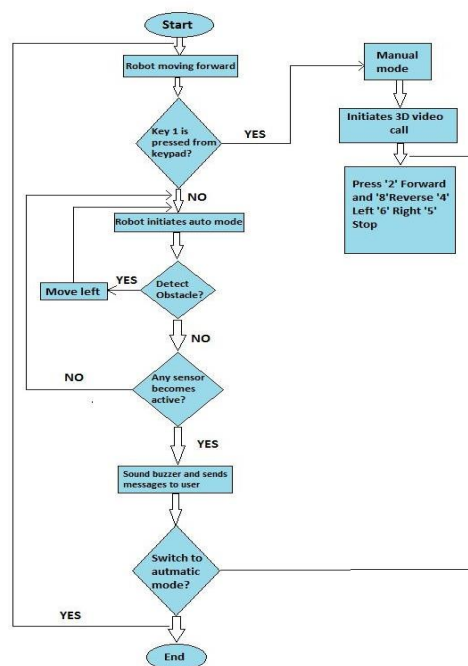 Start
Robot moving forward
Key 1 is
pressed from
keypad?
YES
Manual
mode
Initiates 3D video
call
Press '2' Forward
and '8'Reverse '4'
Left '6' Right '5'
Stop
NO
Robot initiates auto mode
Detect
Obstacle?
YES
Move left
NO
Any sensor
becomes
active?
NO
YES
Sound buzzer and sends
messages to user
Switch to
autmatic
mode?
YES
End